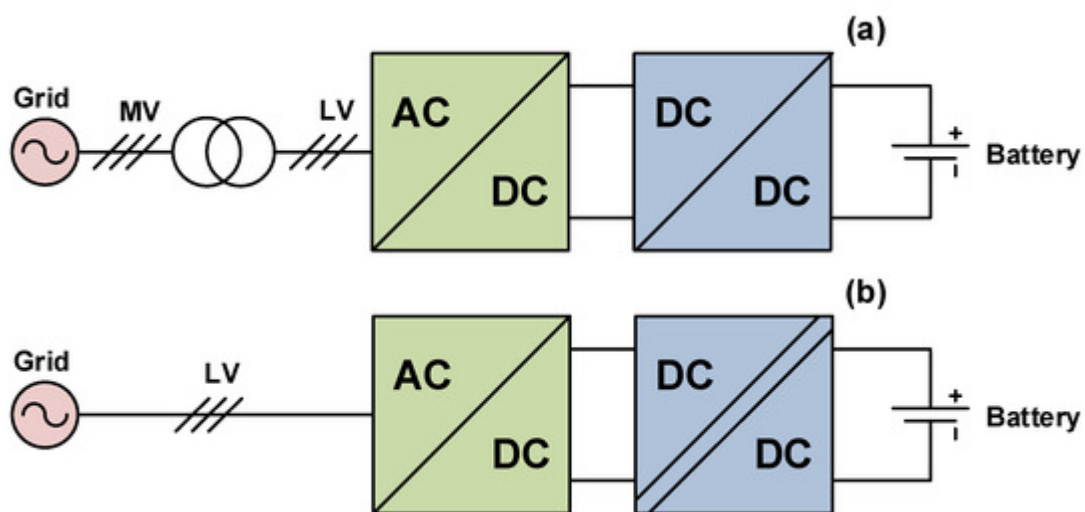 (a)
Grid
MV
LV
AC
DC
DC
DC
+
Battery
(b)
Grid
LV
AC
DC
DC
DC
+
Battery